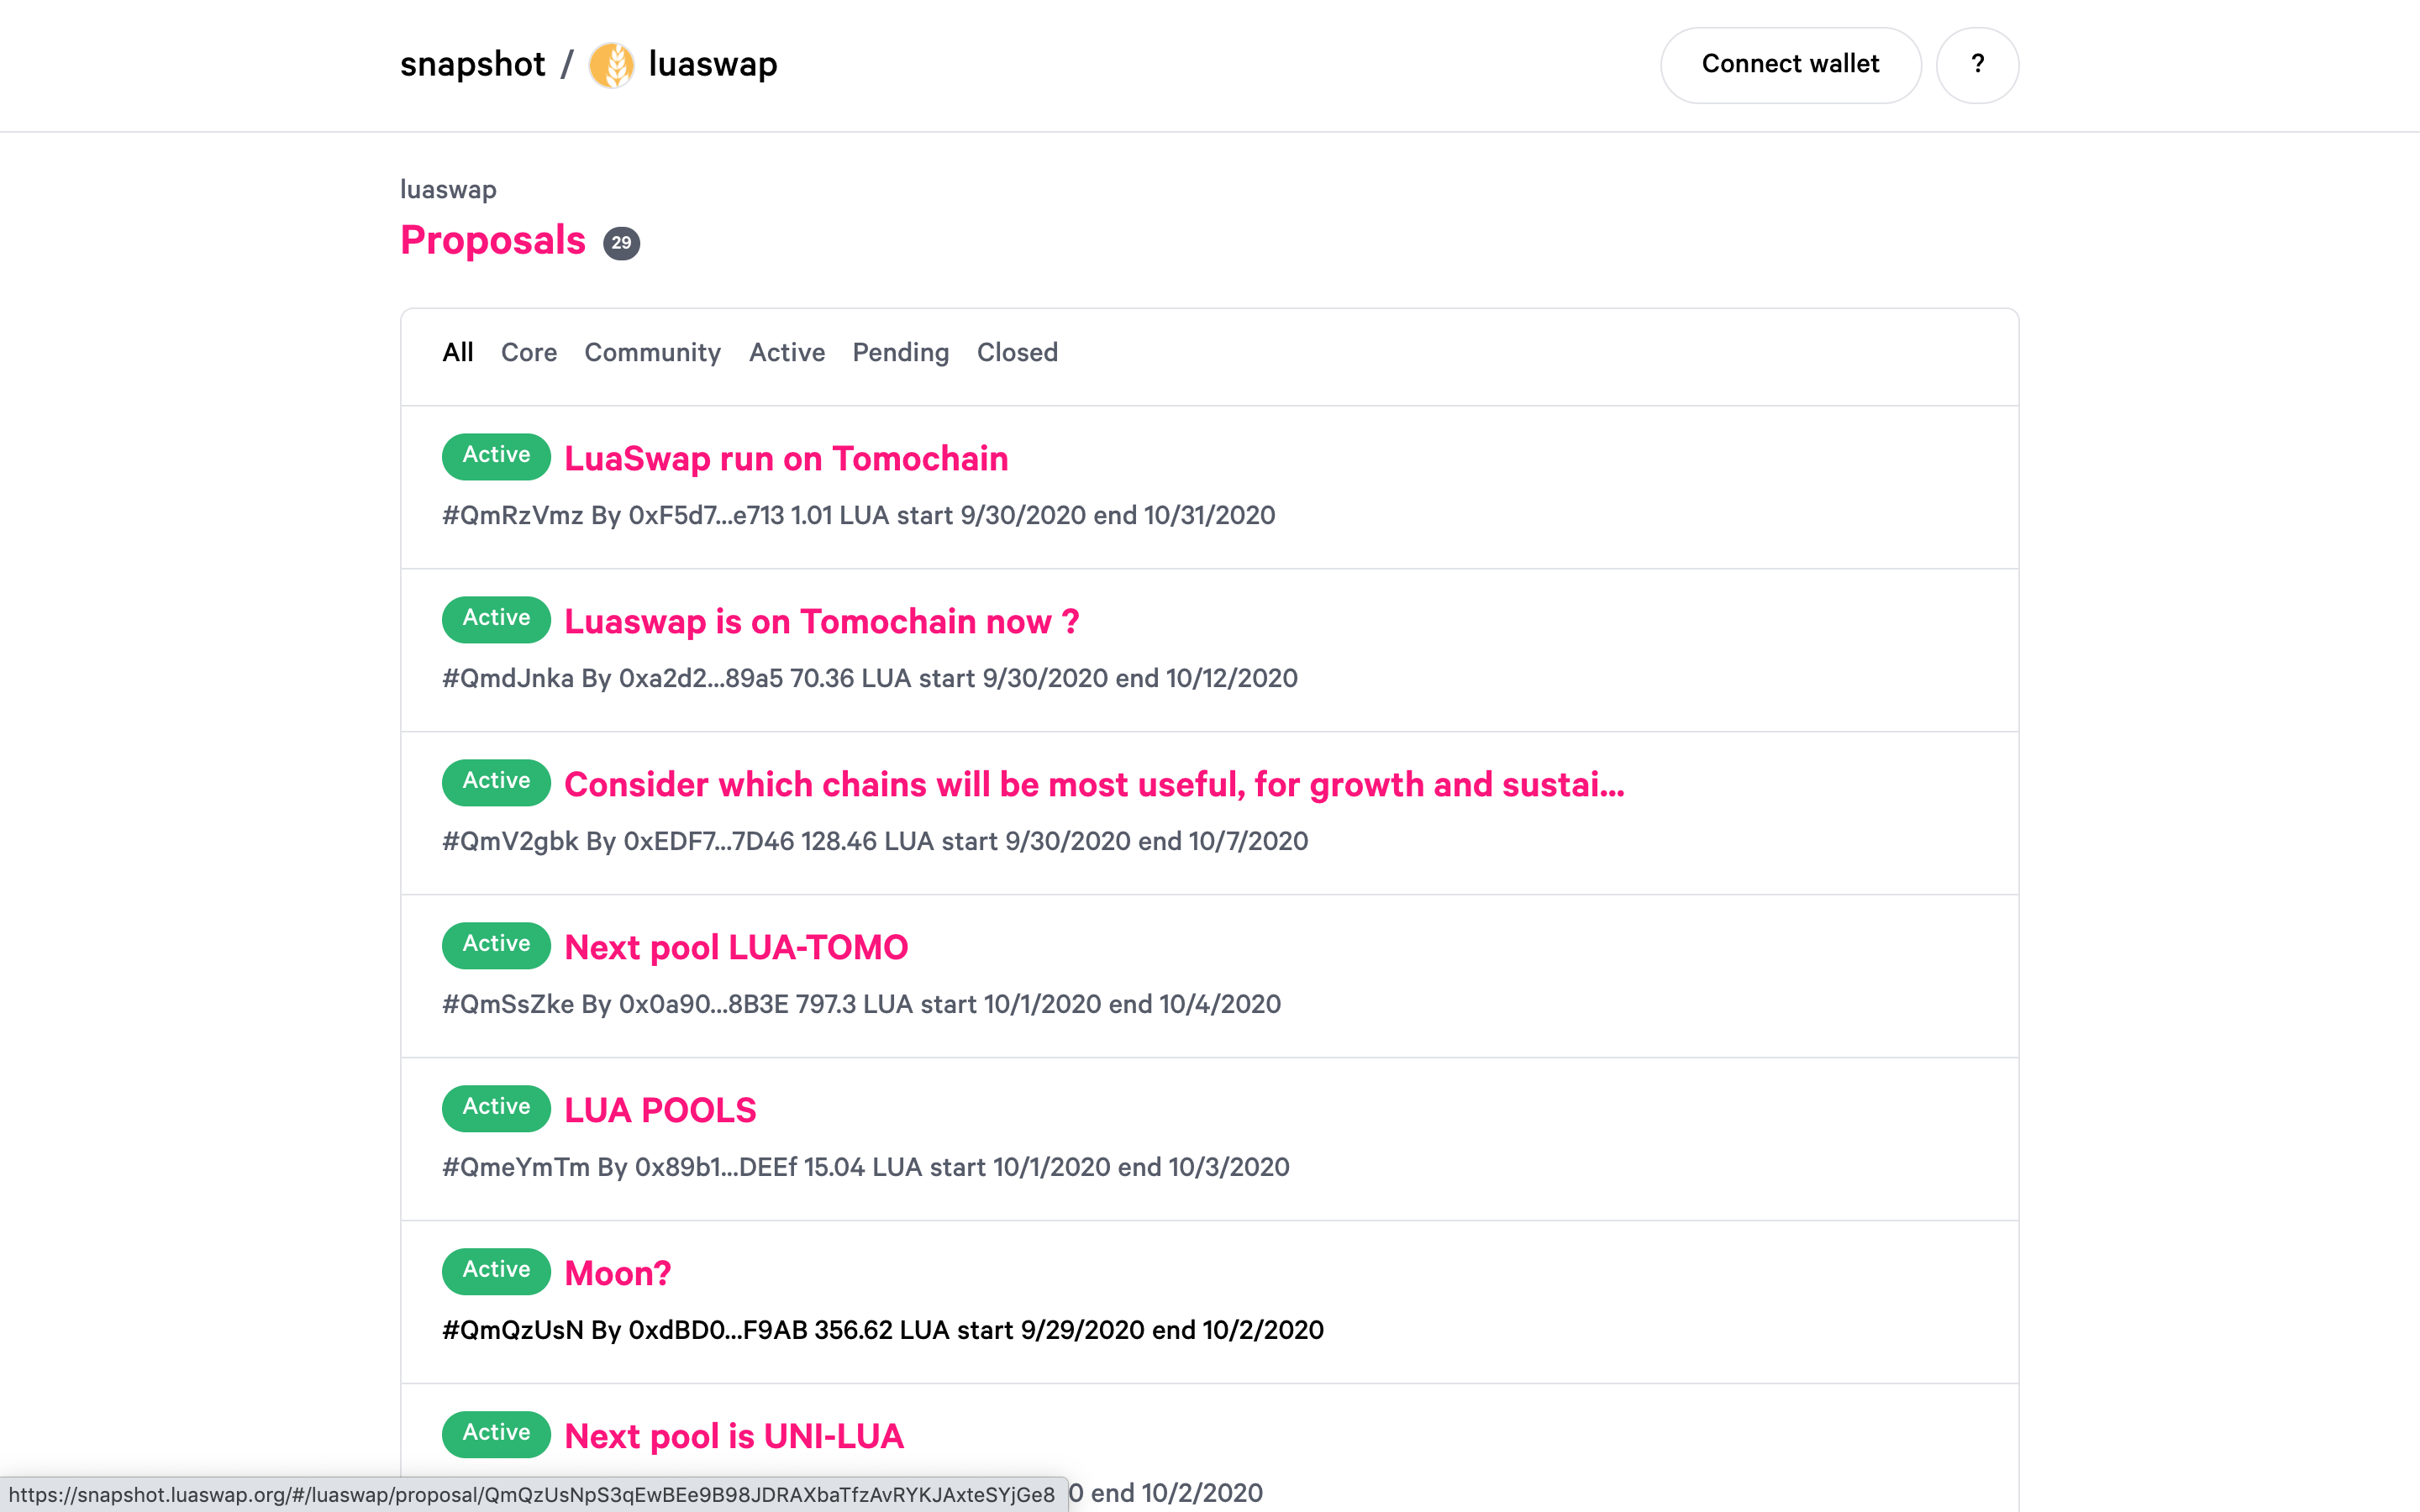 snapshot / luaswap
Connect wallet
?
luaswap
Proposals 29
All Core Community Active Pending Closed
Active LuaSwap run on Tomochain
#QmRzVmz By 0xF5d7...e713 1.01 LUA start 9/30/2020 end 10/31/2020
Active Luaswap is on Tomochain now ?
#QmdJnka By 0xa2d2...89a5 70.36 LUA start 9/30/2020 end 10/12/2020
Active Consider which chains will be most useful, for growth and sustai...
#QmV2gbk By 0xEDF7...7D46 128.46 LUA start 9/30/2020 end 10/7/2020
Active Next pool LUA-TOMO
#QmSsZke By 0x0a90...8B3E 797.3 LUA start 10/1/2020 end 10/4/2020
Active LUA POOLS
#QmeYmTm By 0x89b1...DEEf 15.04 LUA start 10/1/2020 end 10/3/2020
Active Moon?
#QmQzUsN By 0xdBD0...F9AB 356.62 LUA start 9/29/2020 end 10/2/2020
Active Next pool is UNI-LUA
0 end 10/2/2020
https://snapshot.luaswap.org/#/luaswap/proposal/QmQzUsNpS3qEwBEe9B98JDRAXbaTfzAvRYKJAxteSYjGe8